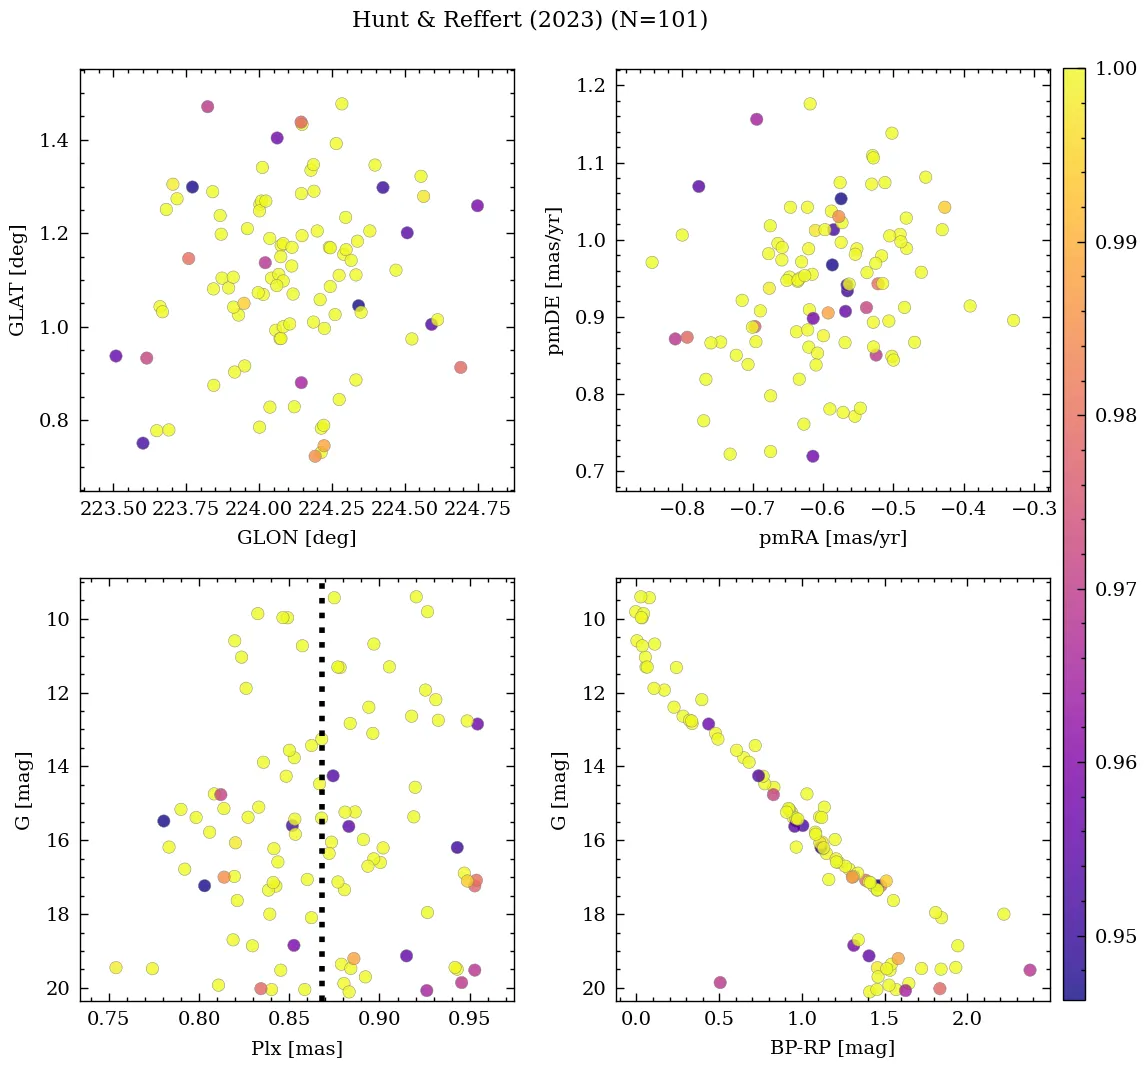 Hunt & Reffert (2023) (N=101)
1.4
1.2
1.0
0.8
GLAT [deg]
223.50 223.75 224.00 224.25 224.50 224.75
GLON [deg]
1.2
1.1
1.0
0.9
0.8
0.7
pmDE [mas/yr]
−0.8 −0.7 −0.6 −0.5 −0.4 −0.3
pmRA [mas/yr]
1.00
0.99
0.98
0.97
0.96
0.95
10
12
14
16
18
20
G [mag]
0.75 0.80 0.85 0.90 0.95
Plx [mas]
10
12
14
16
18
20
G [mag]
0.0 0.5 1.0 1.5 2.0
BP-RP [mag]